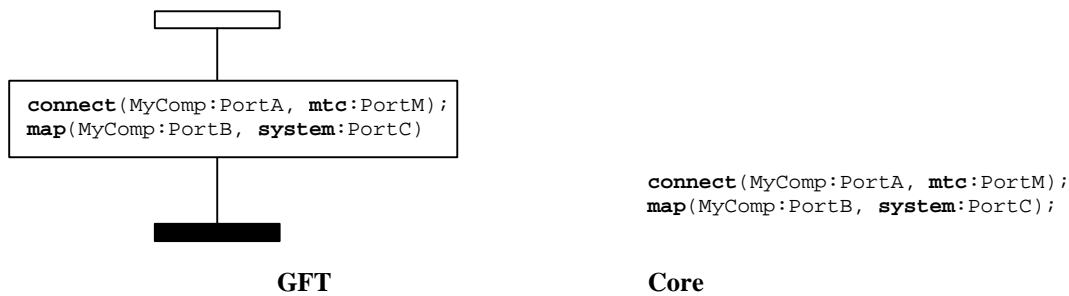 connect(MyComp:PortA, mtc:PortM);
map(MyComp:PortB, system:PortC)
connect(MyComp:PortA, mtc:PortM);
map(MyComp:PortB, system:PortC);
GFT
Core